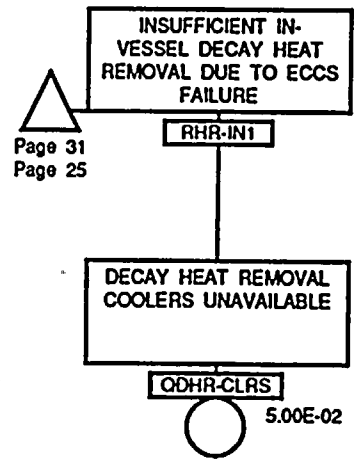 INSUFFICIENT IN-
VESSEL DECAY HEAT
REMOVAL DUE TO ECCS
FAILURE
RHR-IN1
Page 31
Page 25
DECAY HEAT REMOVAL
COOLERS UNAVAILABLE
QDHR-CLRS
5.00E-02